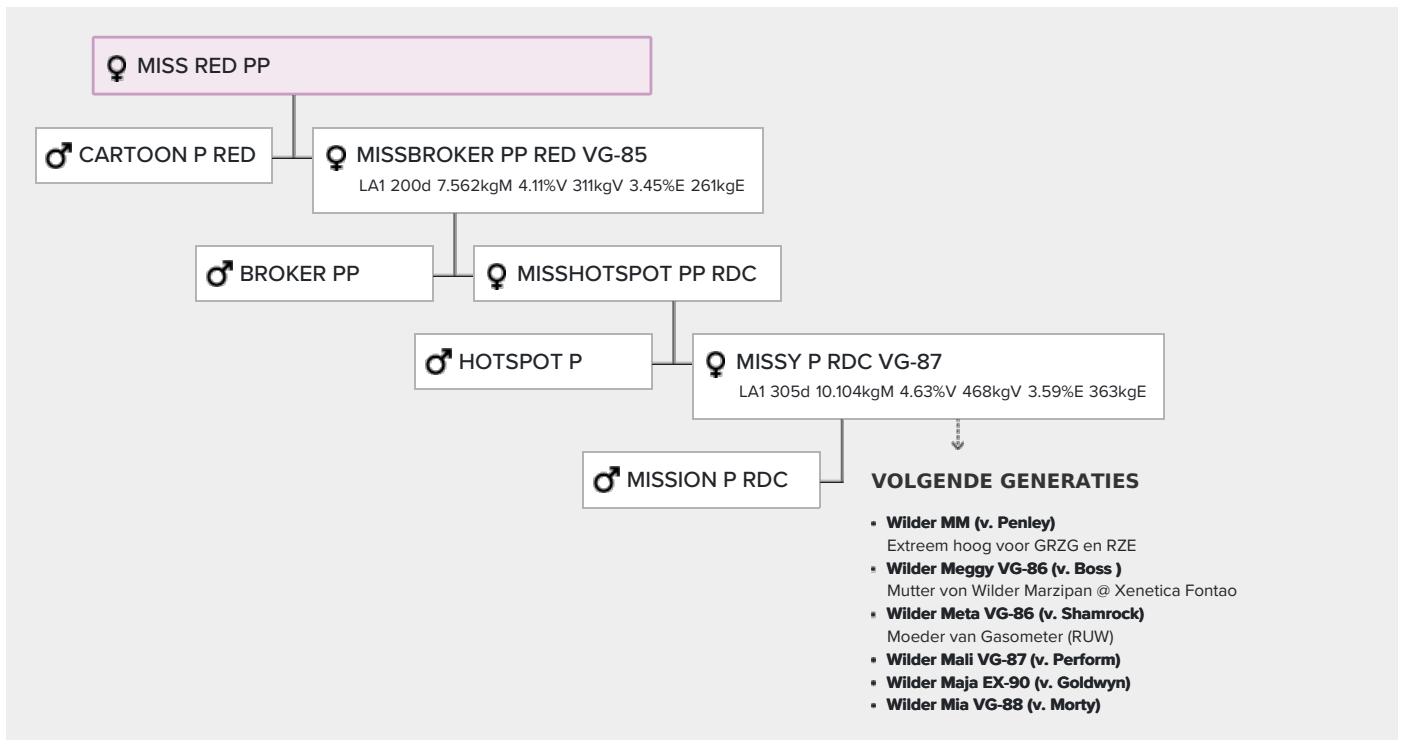 MISS RED PP
CARTOON P RED
MISSBROKER PP RED VG-85
LA1 200d 7.562kgM 4.11%V 311kgV 3.45%E 261kgE
BROKER PP
MISSHOTSPOT PP RDC
HOTSPOT P
MISSY P RDC VG-87
LA1 305d 10.104kgM 4.63%V 468kgV 3.59%E 363kgE
MISSION P RDC
VOLGENDE GENERATIES
Wilder MM (v. Penley)
Extreem hoog voor GRZG en RZE
Wilder Meggy VG-86 (v. Boss )
Mutter von Wilder Marzipan @ Xenetica Fontao
Wilder Meta VG-86 (v. Shamrock)
Moeder van Gasometer (RUW)
Wilder Mali VG-87 (v. Perform)
Wilder Maja EX-90 (v. Goldwyn)
Wilder Mia VG-88 (v. Morty)